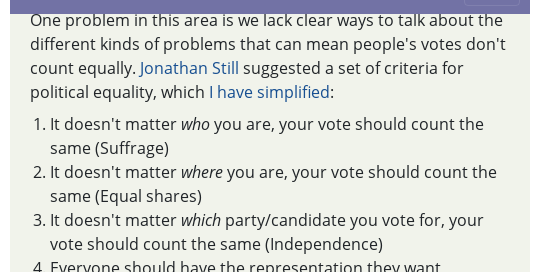 One problem in this area is we lack clear ways to talk about the
different kinds of problems that can mean people's votes don't
count equally. Jonathan Still suggested a set of criteria for
political equality, which I have simplified:
1. It doesn't matter who you are, your vote should count the
same (Suffrage)
2. It doesn't matter where you are, your vote should count the
same (Equal shares)
3. It doesn't matter which party/candidate you vote for, your
vote should count the same (Independence)
4. Everyone should have the representation they want